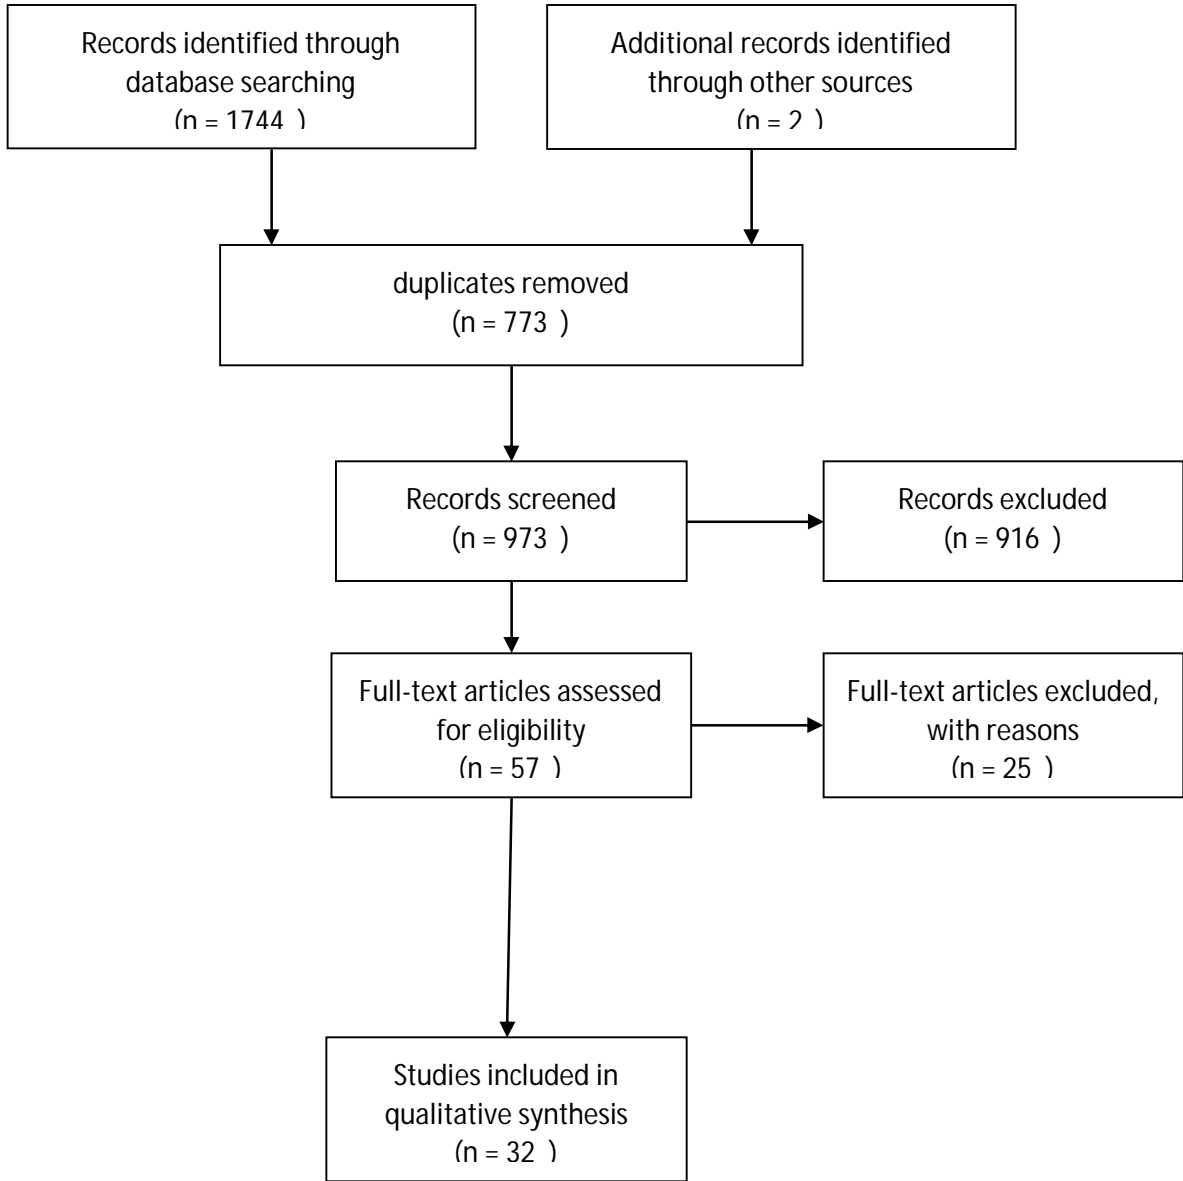 Records identified through
database searching
(n = 1744 )
Additional records identified
through other sources
(n = 2 )
duplicates removed
(n = 773 )
Records screened
(n = 973 )
Records excluded
(n = 916 )
Full-text articles assessed
for eligibility
(n = 57 )
Full-text articles excluded,
with reasons
(n = 25 )
Studies included in
qualitative synthesis
(n = 32 )